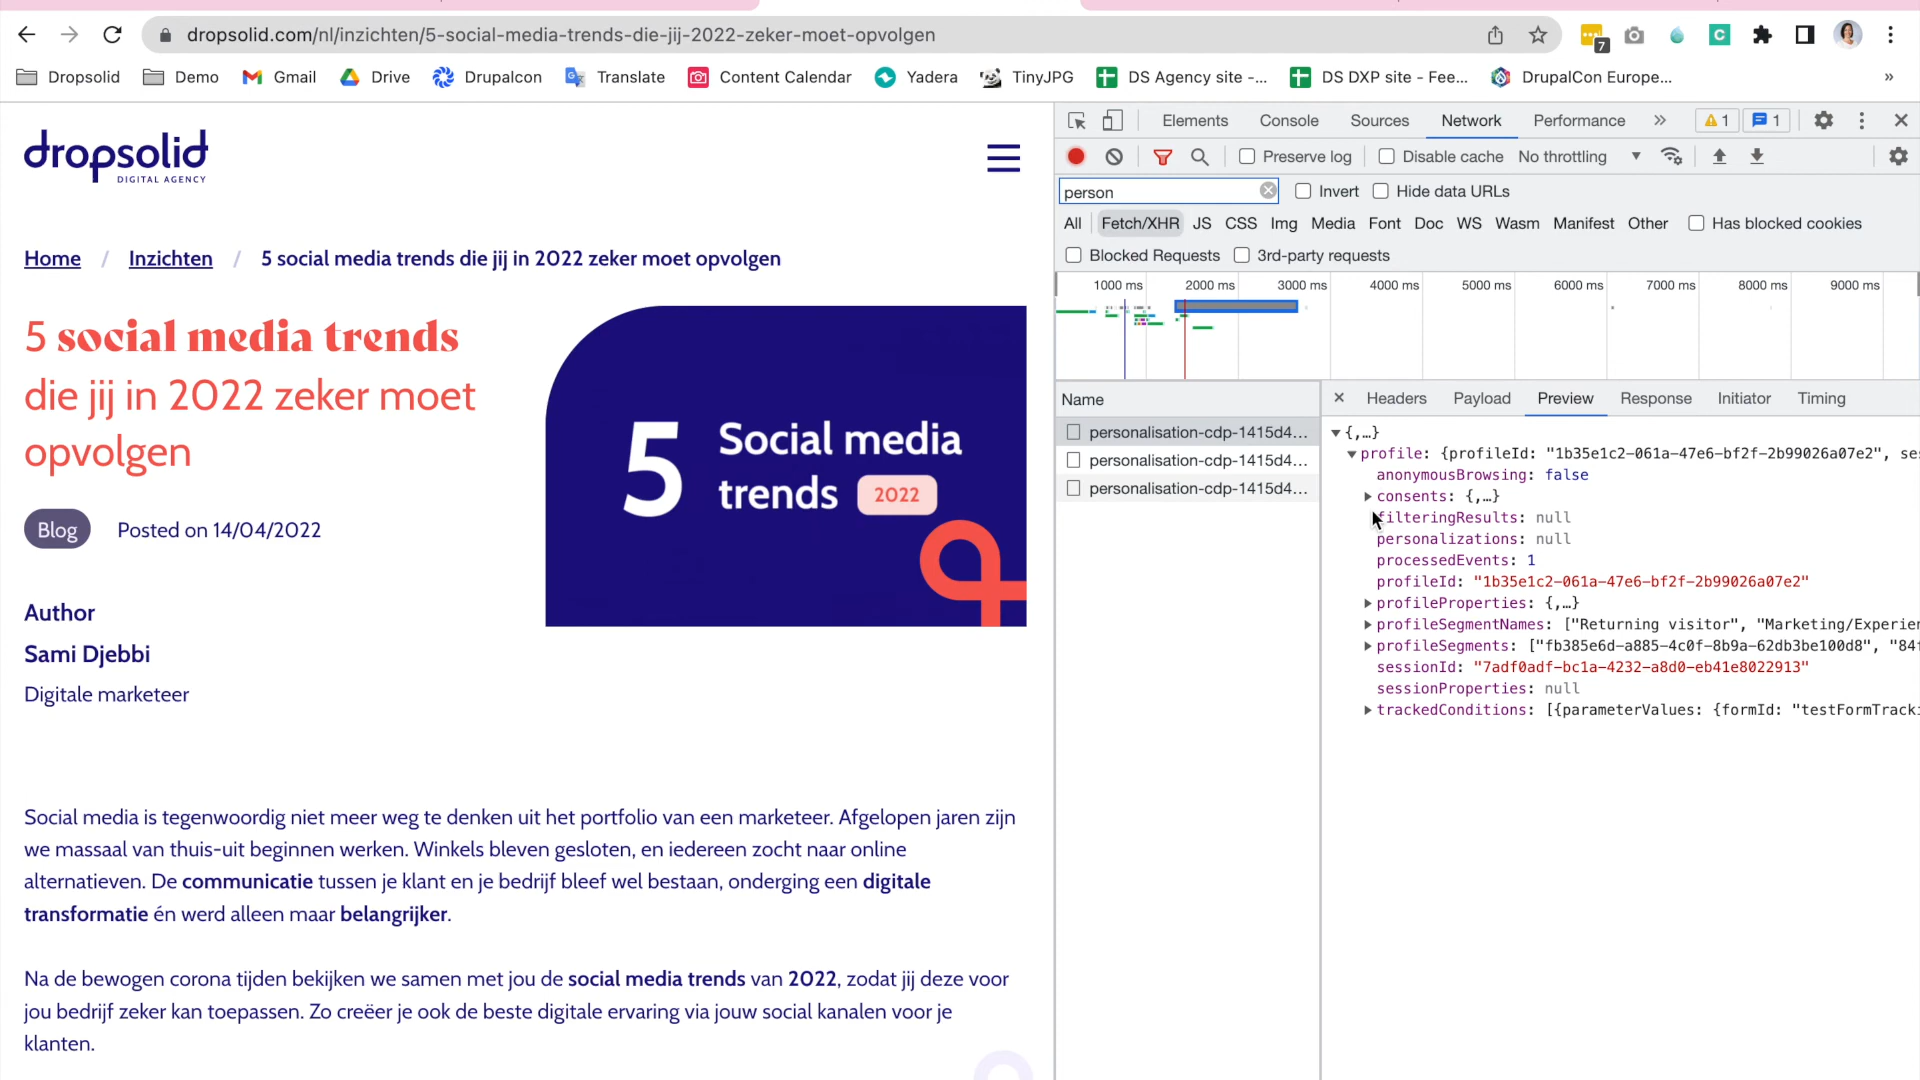 dropsolid.com/nl/inzichten/5-social-media-trends-die-jij-2022-zeker-moet-opvolgen
7
C
Dropsolid Demo Gmail Drive Drupalcon Translate Content Calendar Yadera TinyJPG DS Agency site -... DS DXP site - Fee... DrupalCon Europe... »
dropsolid
DIGITAL AGENCY
Home / Inzichten / 5 social media trends die jij in 2022 zeker moet opvolgen
5 social media trends
die jij in 2022 zeker moet
opvolgen
Blog Posted on 14/04/2022
5 Social media
trends 2022
Author
Sami Djebbi
Digitale marketeer
Social media is tegenwoordig niet meer weg te denken uit het portfolio van een marketeer. Afgelopen jaren zijn
we massaal van thuis-uit beginnen werken. Winkels bleven gesloten, en iedereen zocht naar online
alternatieven. De communicatie tussen je klant en je bedrijf bleef wel bestaan, onderging een digitale
transformatie én werd alleen maar belangrijker.
Na de bewogen corona tijden bekijken we samen met jou de social media trends van 2022, zodat jij deze voor
jou bedrijf zeker kan toepassen. Zo creëer je ook de beste digitale ervaring via jouw social kanalen voor je
klanten.
Elements Console Sources Network Performance » 1 1
Preserve log Disable cache No throttling
person Invert Hide data URLs
All Fetch/XHR JS CSS Img Media Font Doc WS Wasm Manifest Other Has blocked cookies
Blocked Requests 3rd-party requests
1000 ms 2000 ms 3000 ms 4000 ms 5000 ms 6000 ms 7000 ms 8000 ms 9000 ms
Name
personalisation-cdp-1415d4...
personalisation-cdp-1415d4...
personalisation-cdp-1415d4...
Headers Payload Preview Response Initiator Timing
{,…}
profile: {profileId: "1b35e1c2-061a-47e6-bf2f-2b99026a07e2", ses
anonymousBrowsing: false
consents: {,…}
filteringResults: null
personalizations: null
processedEvents: 1
profileId: "1b35e1c2-061a-47e6-bf2f-2b99026a07e2"
profileProperties: {,…}
profileSegmentNames: ["Returning visitor", "Marketing/Experien
profileSegments: ["fb385e6d-a885-4c0f-8b9a-62db3be100d8", "84f
sessionId: "7adf0adf-bc1a-4232-a8d0-eb41e8022913"
sessionProperties: null
trackedConditions: [{parameterValues: {formId: "testFormTracki